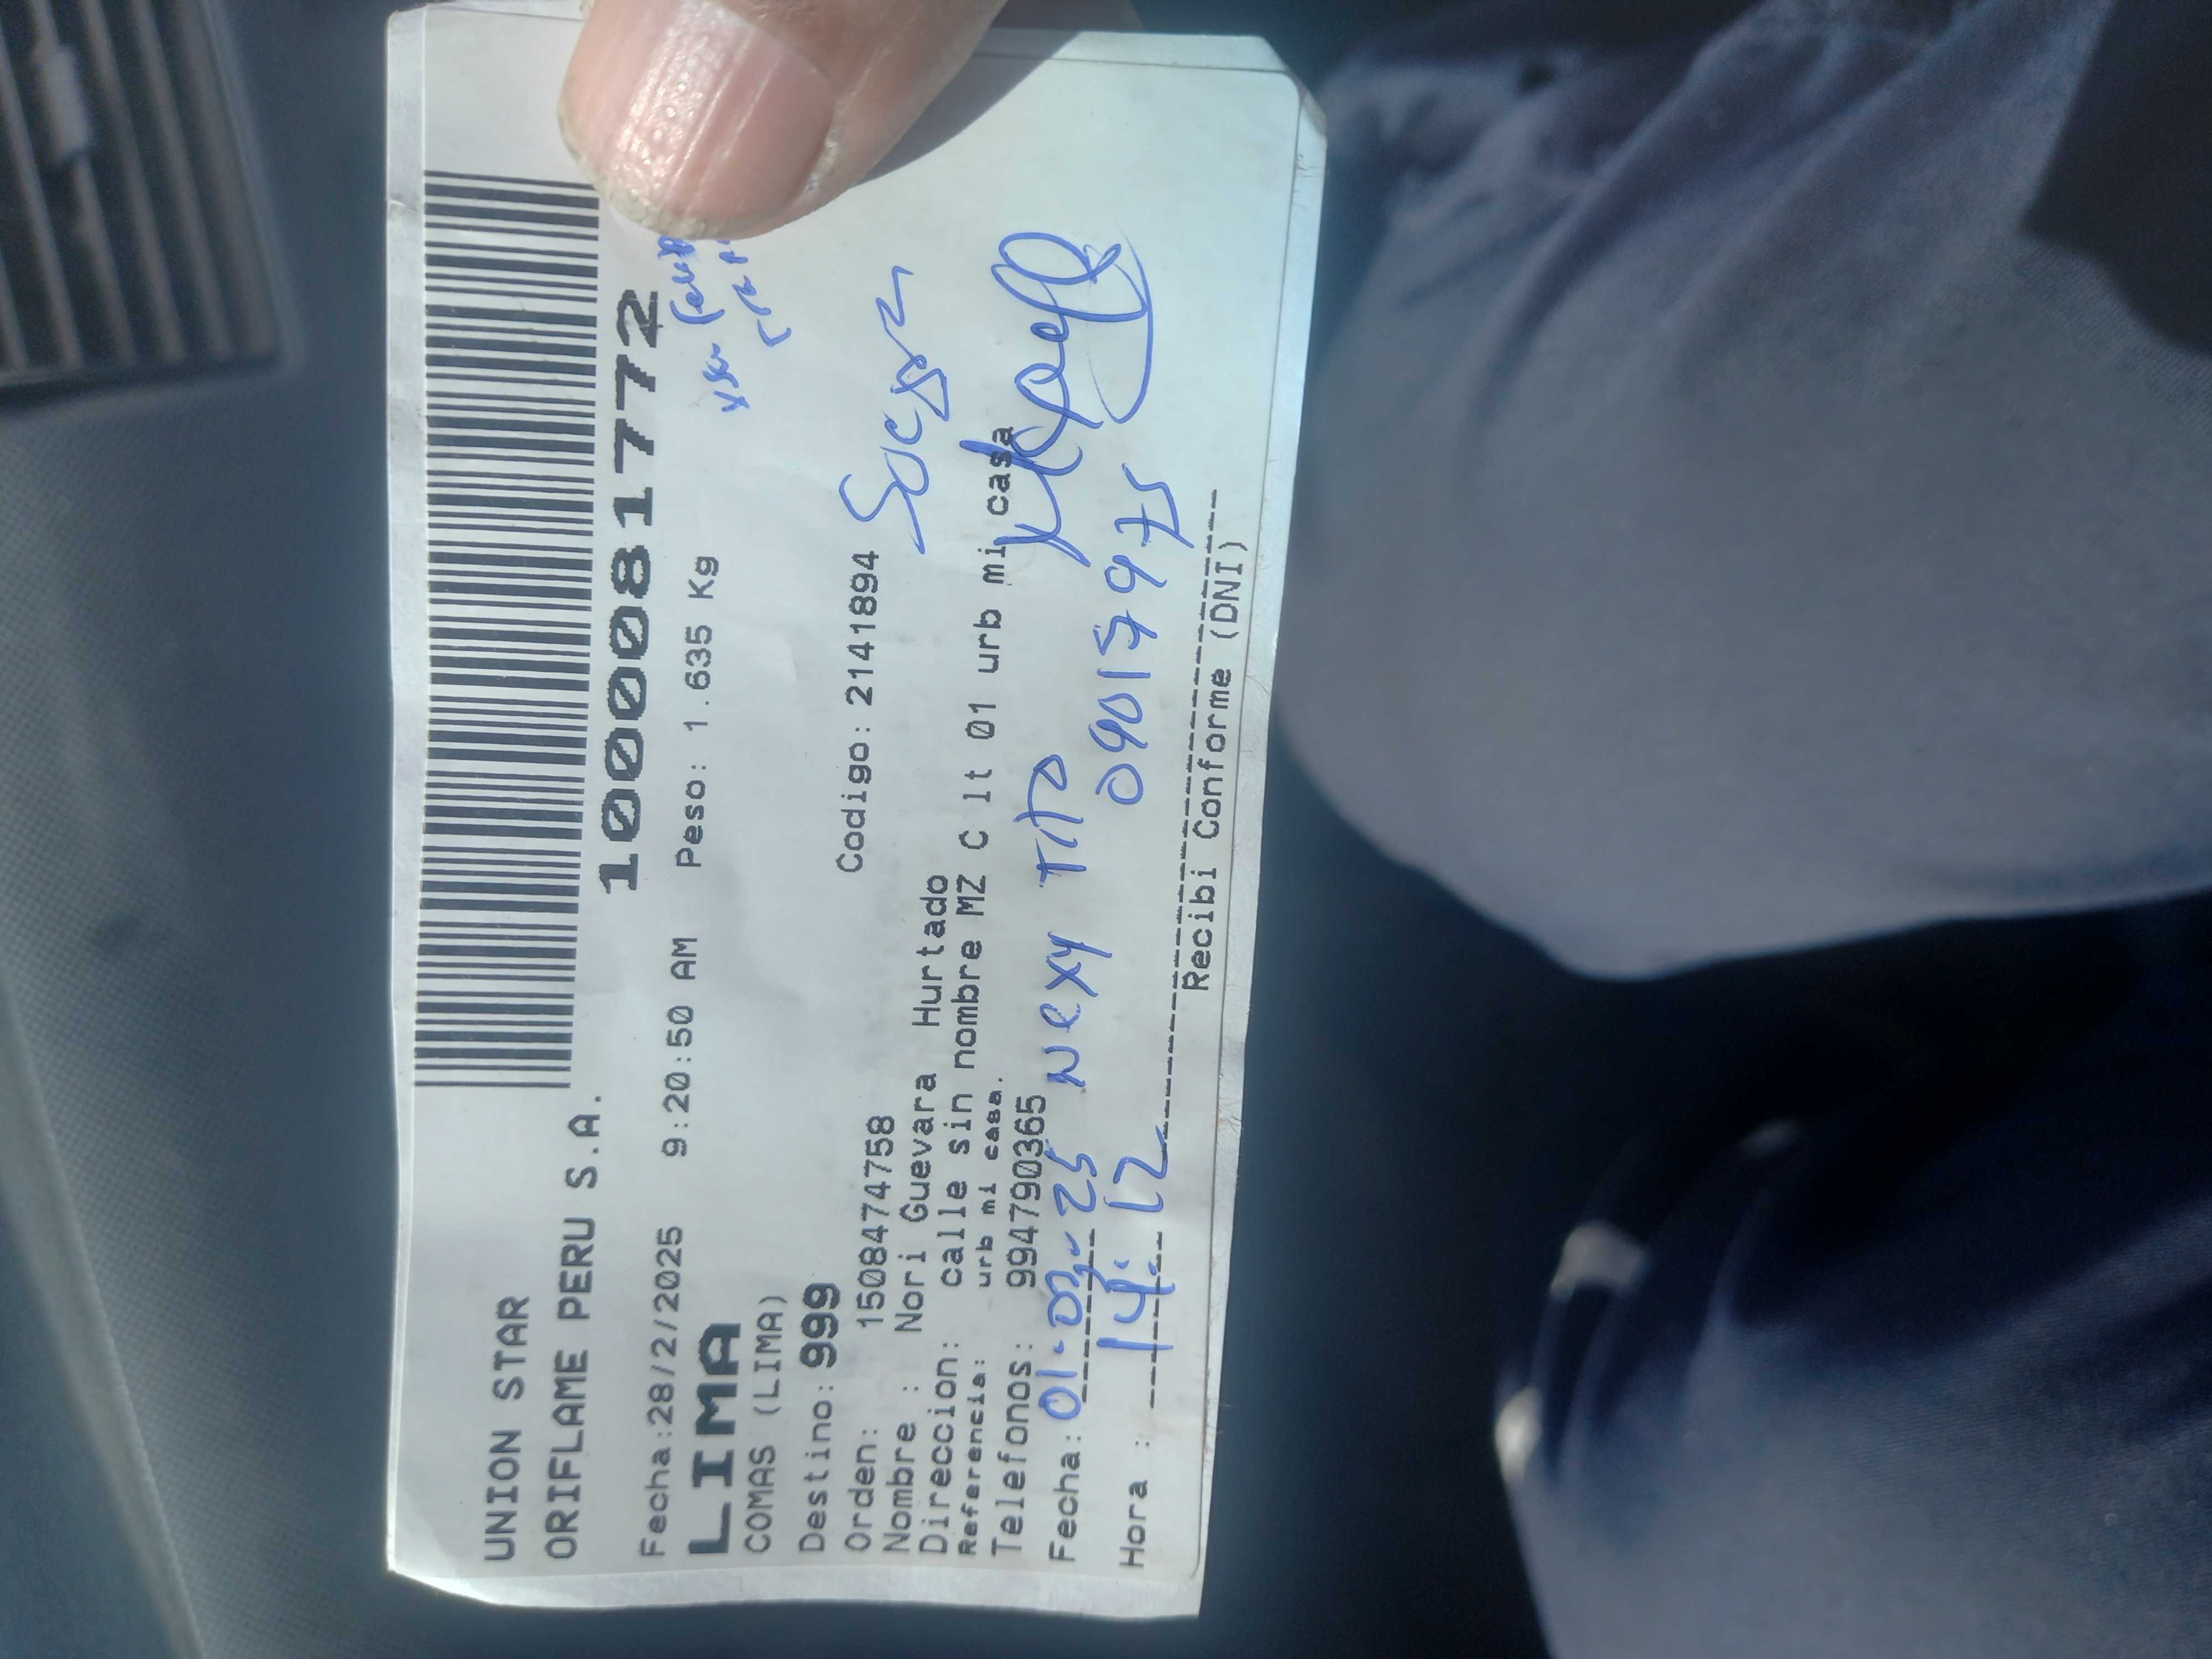 UNION STAR
ORIFLAME PERU S.A.
1000081772
Fecha:28/2/2025 9:20:50 AM Peso: 1.635 Kg
LIMA
COMAS (LIMA)
Destino: 999
Orden: 1508474758 Codigo: 2141894
Nombre : Nori Guevara Hurtado
Direccion: calle sin nombre MZ C lt 01 urb mi casa
Referencia: urb mi casa.
Telefonos: 994790365
Fecha: 01-03-25 Nexy TiTo
Hora : 14:12 09017975
Recibi Conforme (DNI)